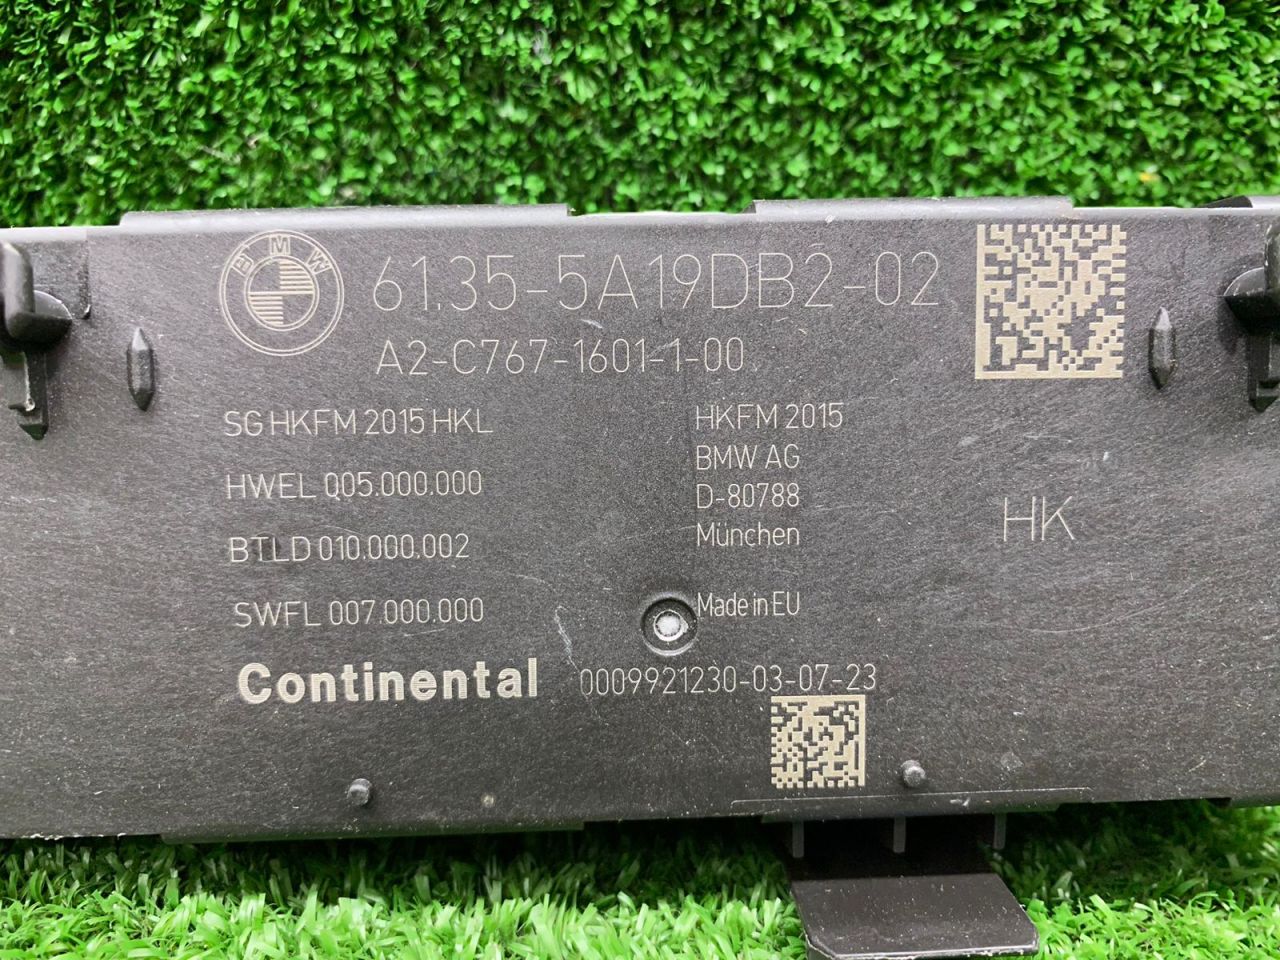 BMW
61.35-5A19DB2-02
A2-C767-1601-1-00
SG HKFM 2015 HKL
HWEL Q05.000.000
BTLD 010.000.002
SWFL 007.000.000
HKFM 2015
BMW AG
D-80788
München
Made in EU
HK
Continental
0009921230-03-07-23